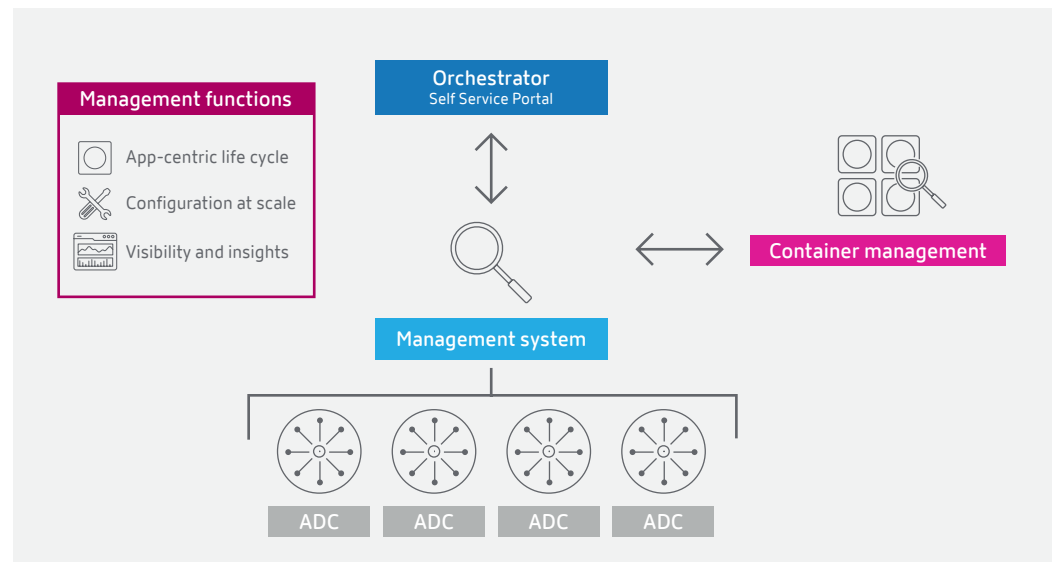 Orchestrator
Self Service Portal
Management functions
App-centric life cycle
Configuration at scale
Visibility and insights
Container management
Management system
ADC
ADC
ADC
ADC